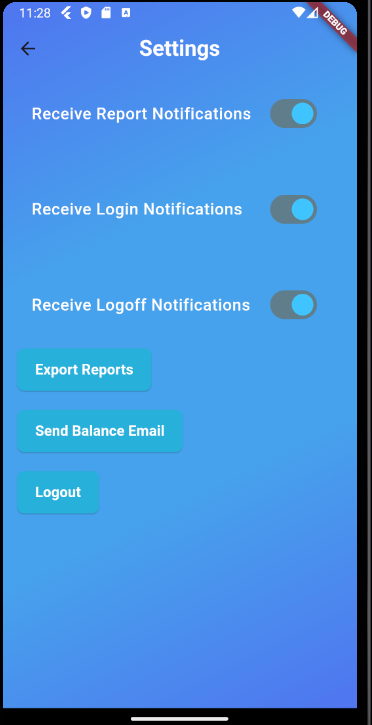 11:28
DEBUG
Settings
Receive Report Notifications
Receive Login Notifications
Receive Logoff Notifications
Export Reports
Send Balance Email
Logout